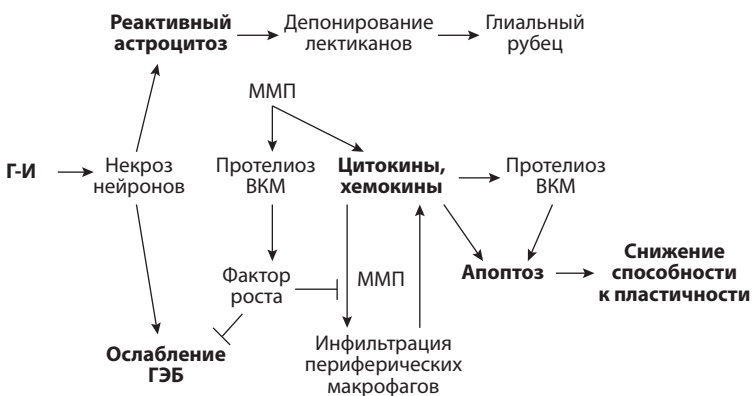 Реактивный
астроцитоз
Депонирование
лектиканов
Глиальный
рубец
ММП
Г-И
Некроз
нейронов
Протелиоз
ВКМ
Цитокины,
хемокины
Протелиоз
ВКМ
Фактор
роста
ММП
Апоптоз
Снижение
способности
к пластичности
Ослабление
ГЭБ
Инфильтрация
периферических
макрофагов